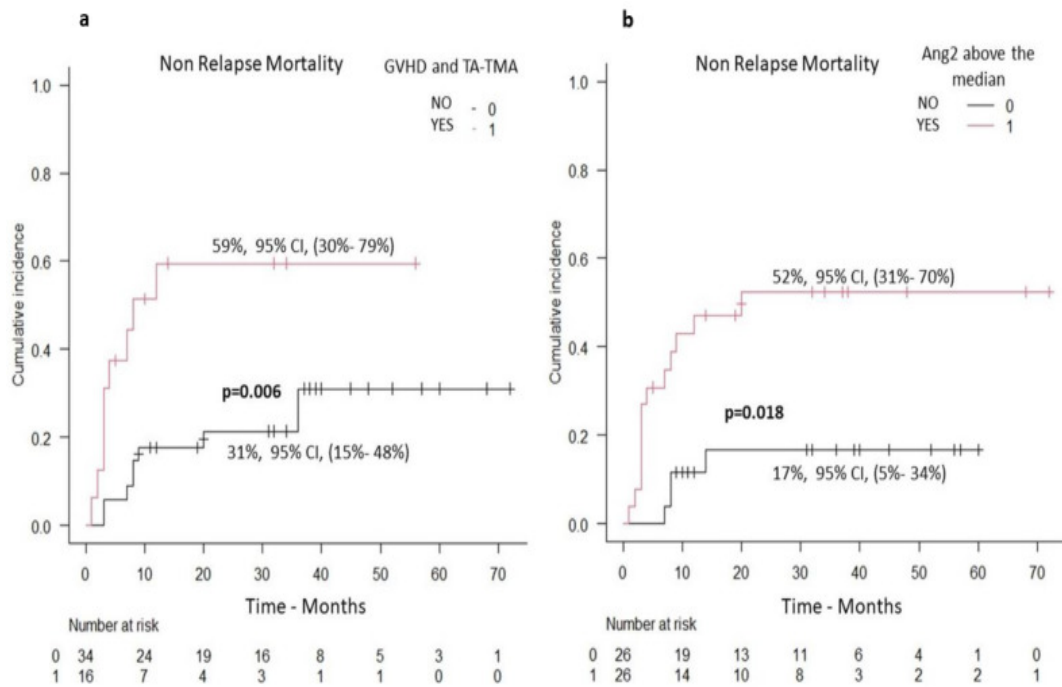 a
Non Relapse Mortality
GVHD and TA-TMA
NO - 0
YES - 1
1.0
0.8
0.6
0.4
0.2
0.0
Cumulative incidence
59%, 95% CI, (30%- 79%)
p=0.006
31%, 95% CI, (15%- 48%)
0 10 20 30 40 50 60 70
Time - Months
Number at risk
0 34 24 19 16 8 5 3 1
1 16 7 4 3 1 1 0 0
b
Non Relapse Mortality
Ang2 above the
median
NO 0
YES 1
1.0
0.8
0.6
0.4
0.2
0.0
Cumulative incidence
52%, 95% CI, (31%- 70%)
p=0.018
17%, 95% CI, (5%- 34%)
0 10 20 30 40 50 60 70
Time - Months
Number at risk
0 26 19 13 11 6 4 1 0
1 26 14 10 8 3 2 2 1